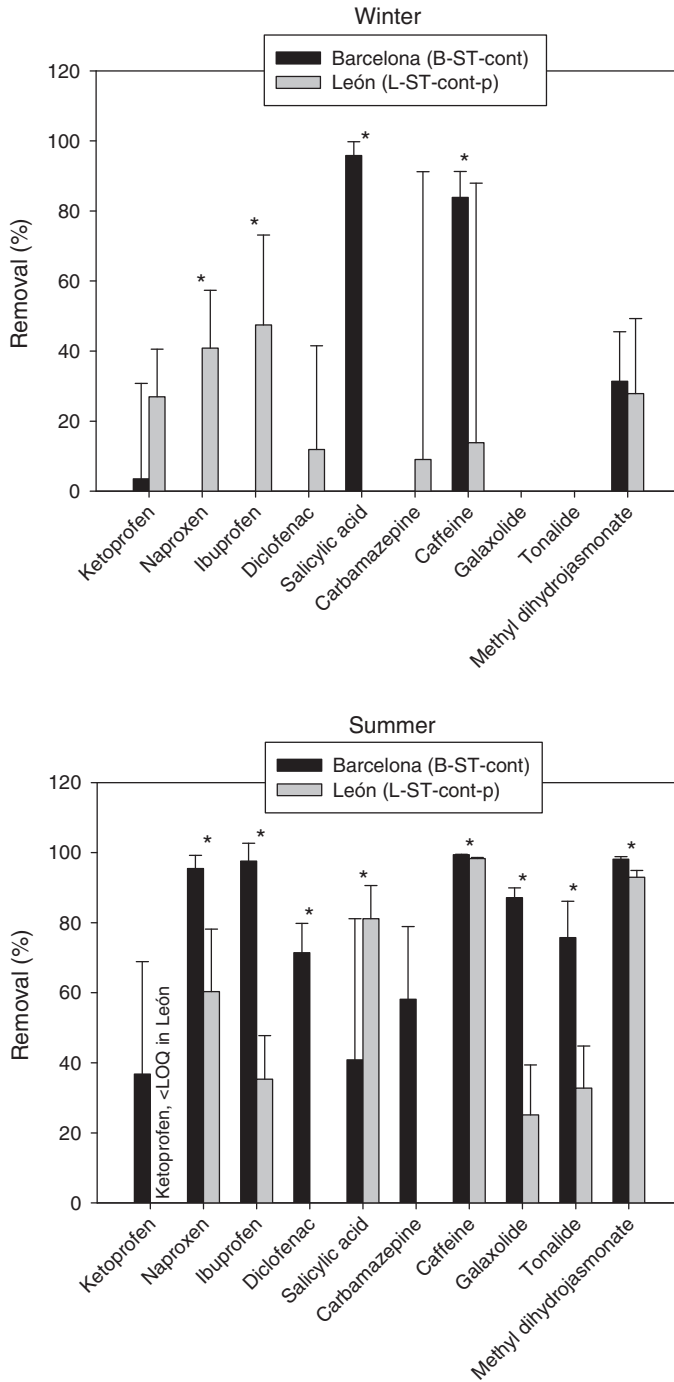 Winter
Barcelona (B-ST-cont)
León (L-ST-cont-p)
Removal (%)
120
100
80
60
40
20
0
*
*
*
*
Ketoprofen
Naproxen
Ibuprofen
Diclofenac
Salicylic acid
Carbamazepine
Caffeine
Galaxolide
Tonalide
Methyl dihydrojasmonate
Summer
Barcelona (B-ST-cont)
León (L-ST-cont-p)
Removal (%)
120
100
80
60
40
20
0
Ketoprofen, <LOQ in León
*
*
*
*
*
*
*
*
Ketoprofen
Naproxen
Ibuprofen
Diclofenac
Salicylic acid
Carbamazepine
Caffeine
Galaxolide
Tonalide
Methyl dihydrojasmonate